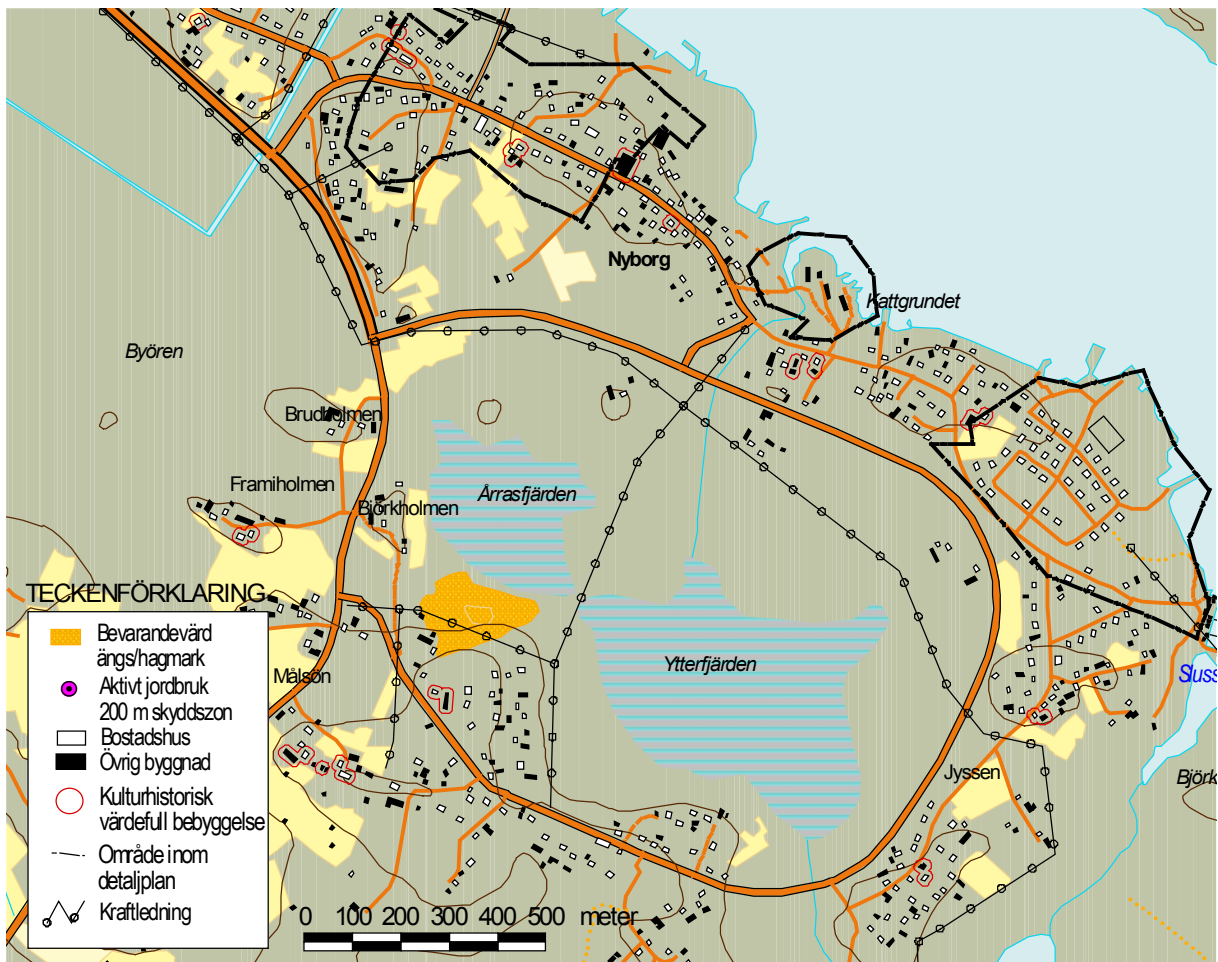 Nyborg
Kattgrundet
Byören
Brudholmen
Framiholmen
Björkholmen
Årrasfjärden
Ytterfjärden
Målsön
Jyssen
Sluss
Björk
TECKENFÖRKLARING
Bevarandevärd
ängs/hagmark
Aktivt jordbruk
200 m skyddszon
Bostadshus
Övrig byggnad
Kulturhistorisk
värdefull bebyggelse
Område inom
detaljplan
Kraftledning
0 100 200 300 400 500 meter